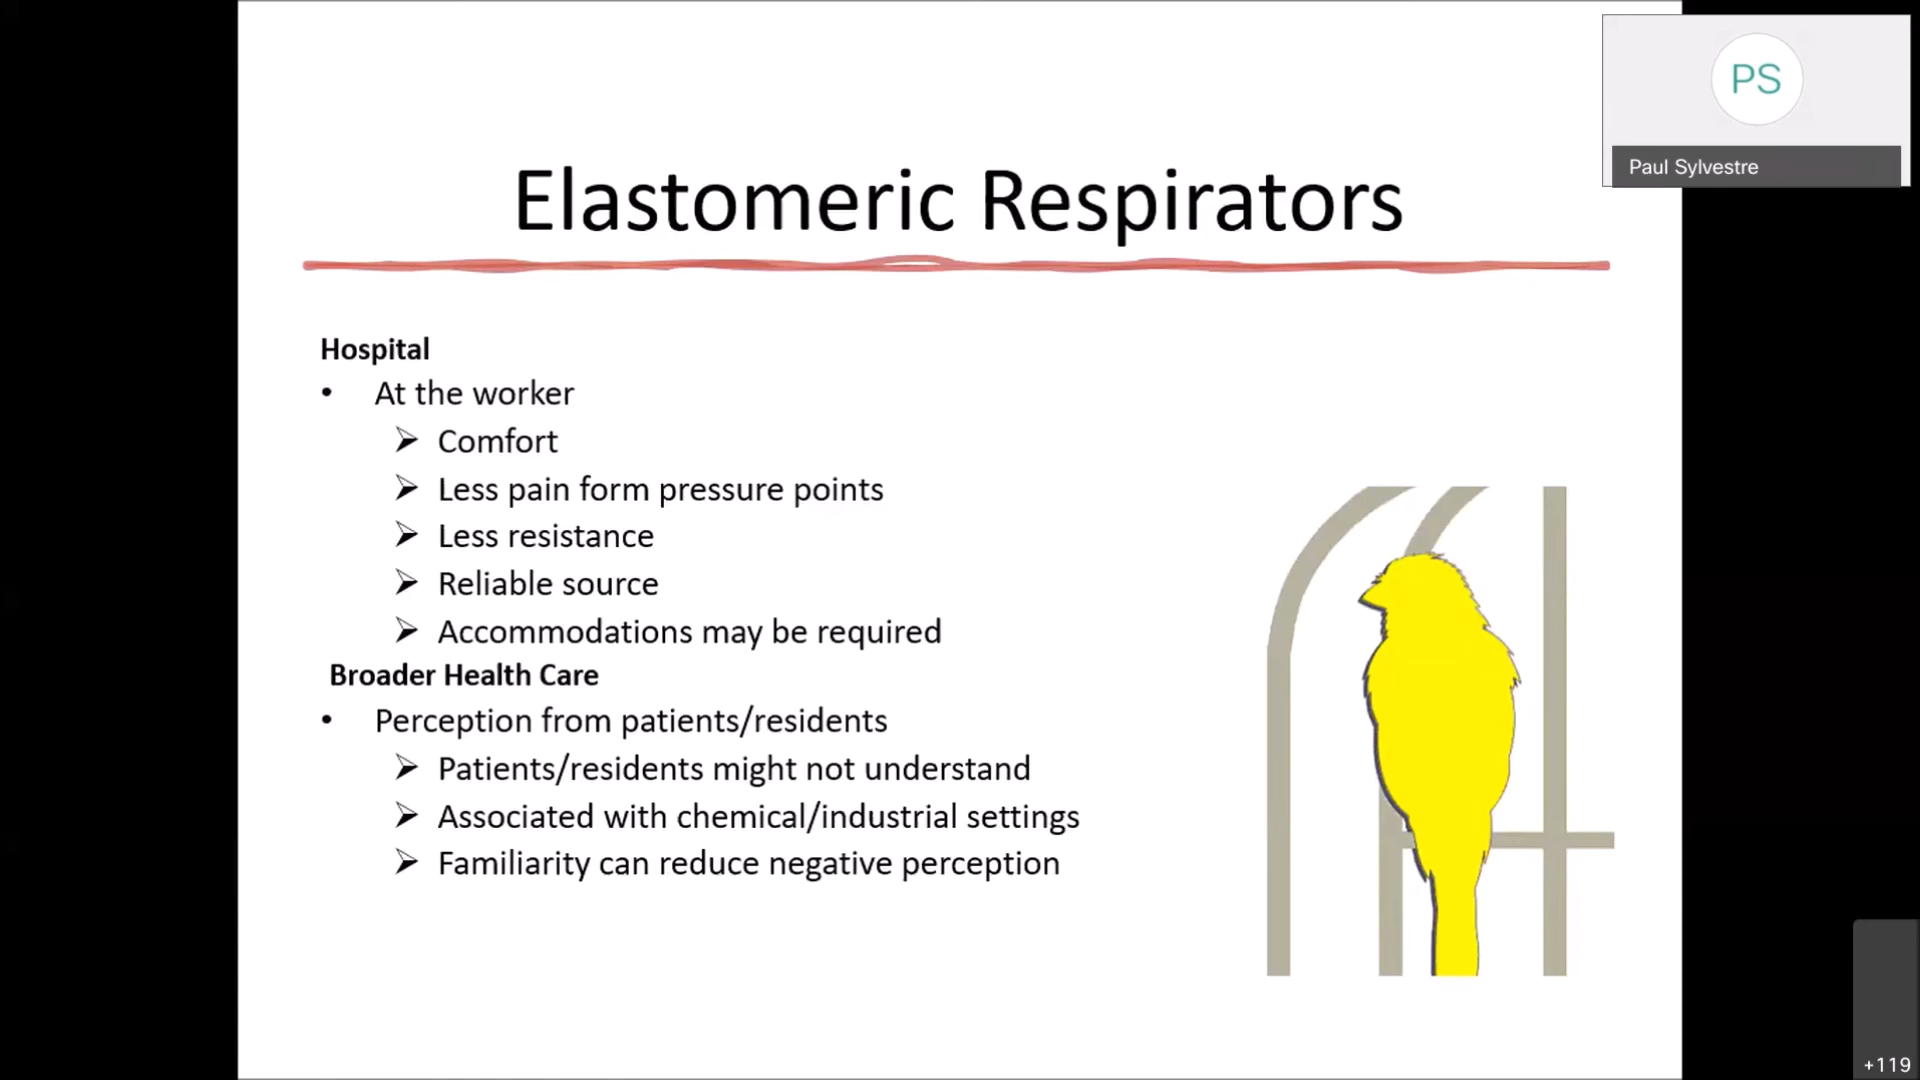 PS
Paul Sylvestre
Elastomeric Respirators
Hospital
• At the worker
➢ Comfort
➢ Less pain form pressure points
➢ Less resistance
➢ Reliable source
➢ Accommodations may be required
Broader Health Care
• Perception from patients/residents
➢ Patients/residents might not understand
➢ Associated with chemical/industrial settings
➢ Familiarity can reduce negative perception
+119